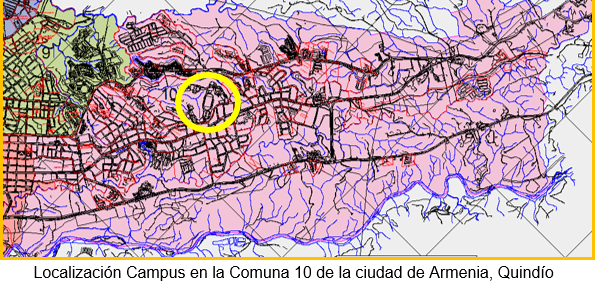 Localización Campus en la Comuna 10 de la ciudad de Armenia, Quindío